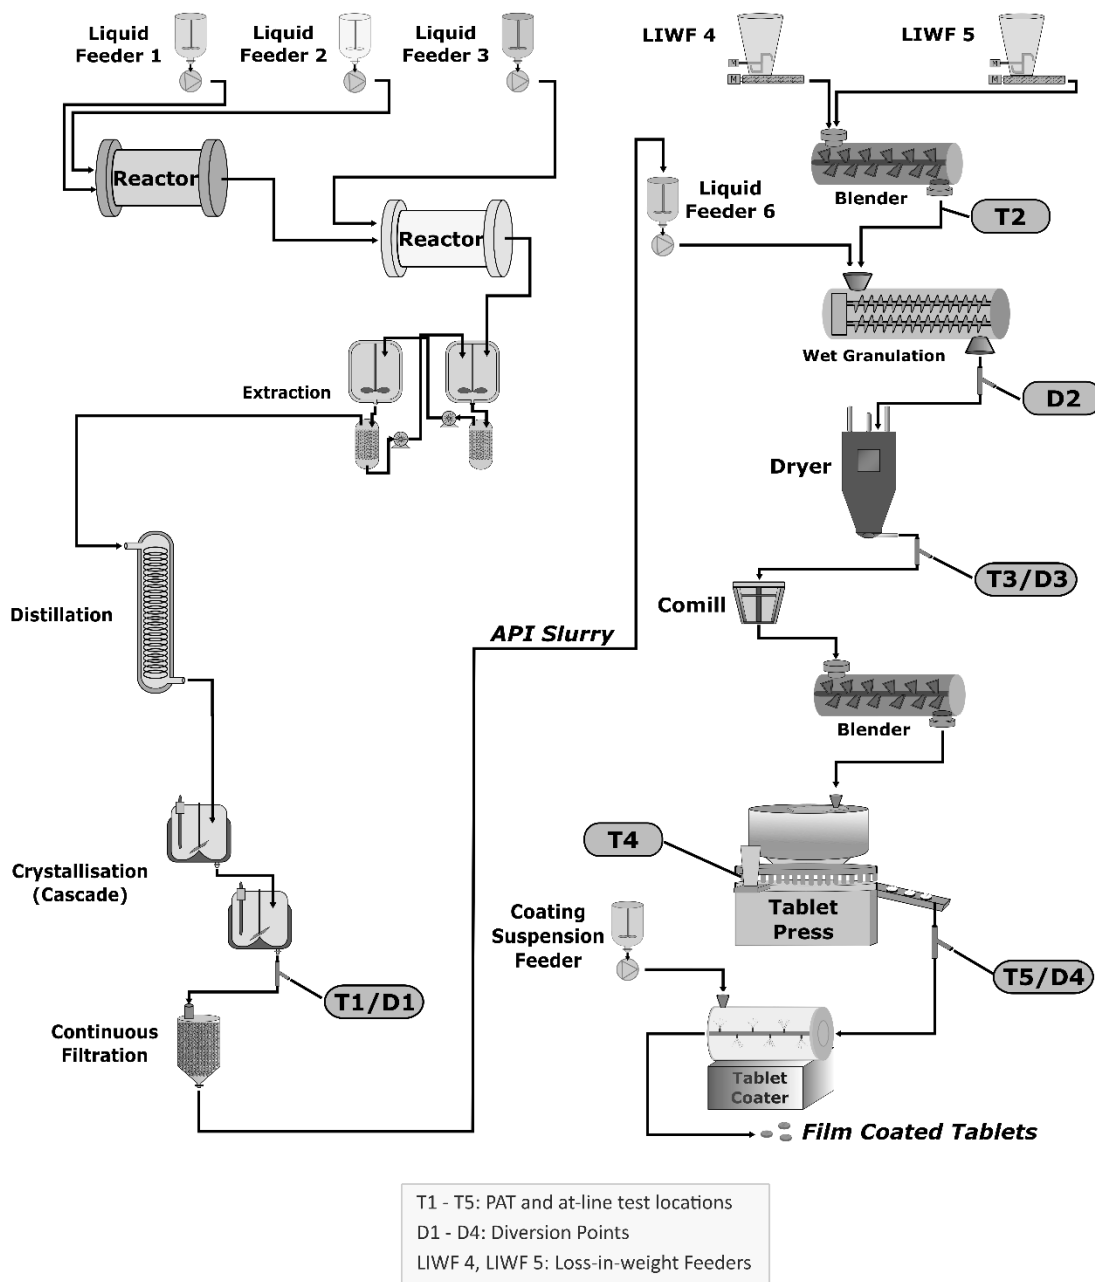 Liquid
Feeder 1
Liquid
Feeder 2
Liquid
Feeder 3
LIWF 4
LIWF 5
M
M
M
M
Reactor
Reactor
Liquid
Feeder 6
Blender
T2
Wet Granulation
D2
Extraction
Dryer
T3/D3
Distillation
Comill
API Slurry
Blender
Crystallisation
(Cascade)
T4
Tablet
Press
Coating
Suspension
Feeder
T1/D1
T5/D4
Continuous
Filtration
Tablet
Coater
Film Coated Tablets
T1 - T5: PAT and at-line test locations
D1 - D4: Diversion Points
LIWF 4, LIWF 5: Loss-in-weight Feeders